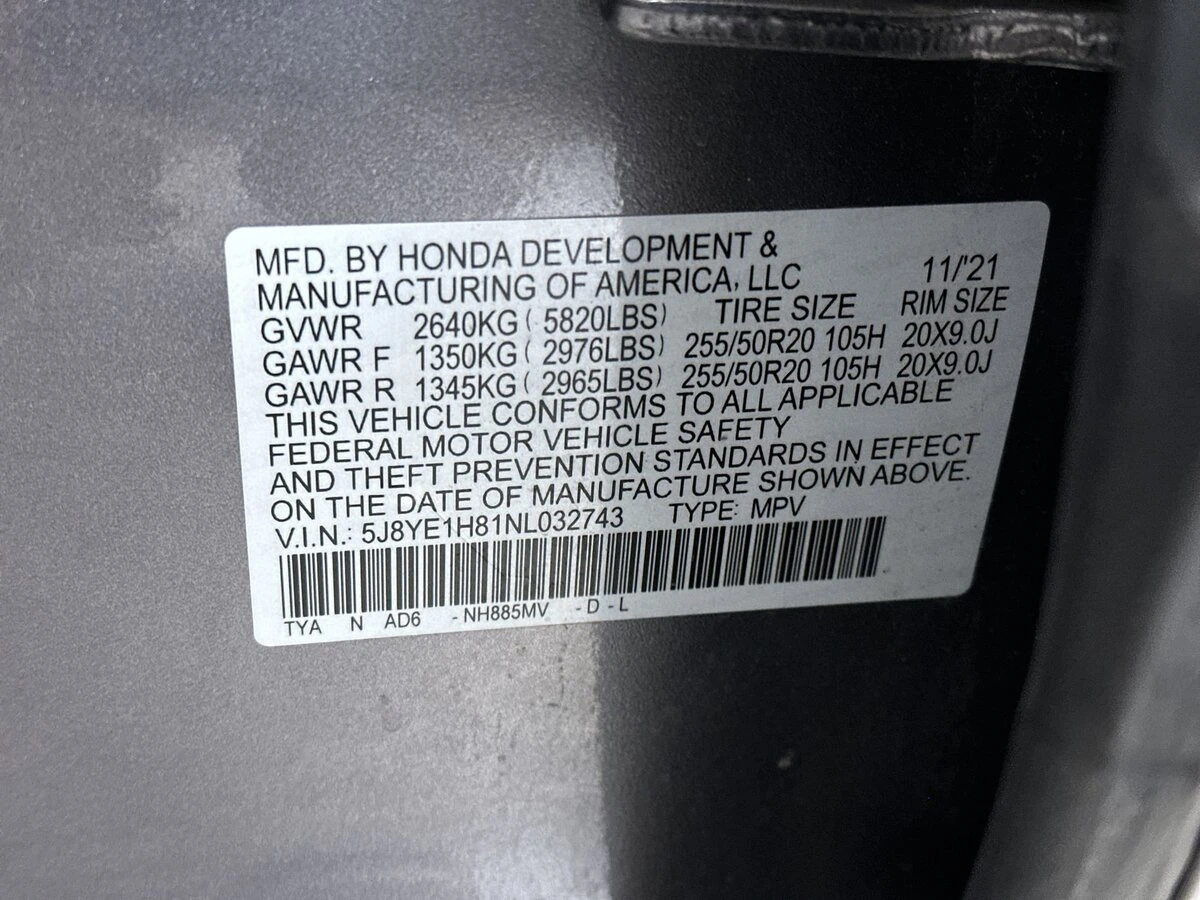 MFD. BY HONDA DEVELOPMENT &
MANUFACTURING OF AMERICA, LLC 11/'21
GVWR 2640KG ( 5820LBS) TIRE SIZE RIM SIZE
GAWR F 1350KG ( 2976LBS) 255/50R20 105H 20X9.0J
GAWR R 1345KG ( 2965LBS) 255/50R20 105H 20X9.0J
THIS VEHICLE CONFORMS TO ALL APPLICABLE
FEDERAL MOTOR VEHICLE SAFETY
AND THEFT PREVENTION STANDARDS IN EFFECT
ON THE DATE OF MANUFACTURE SHOWN ABOVE.
V.I.N.: 5J8YE1H81NL032743 TYPE: MPV
TYA N AD6 -NH885MV -D-L